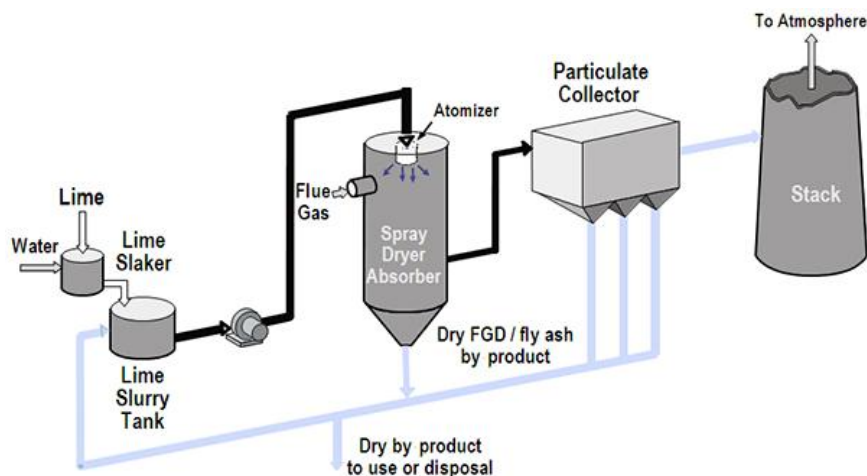 To Atmosphere
Particulate
Collector
Atomizer
Flue
Gas
Lime
Water
Lime
Slaker
Spray
Dryer
Absorber
Stack
Dry FGD / fly ash
by product
Lime
Slurry
Tank
Dry by product
to use or disposal